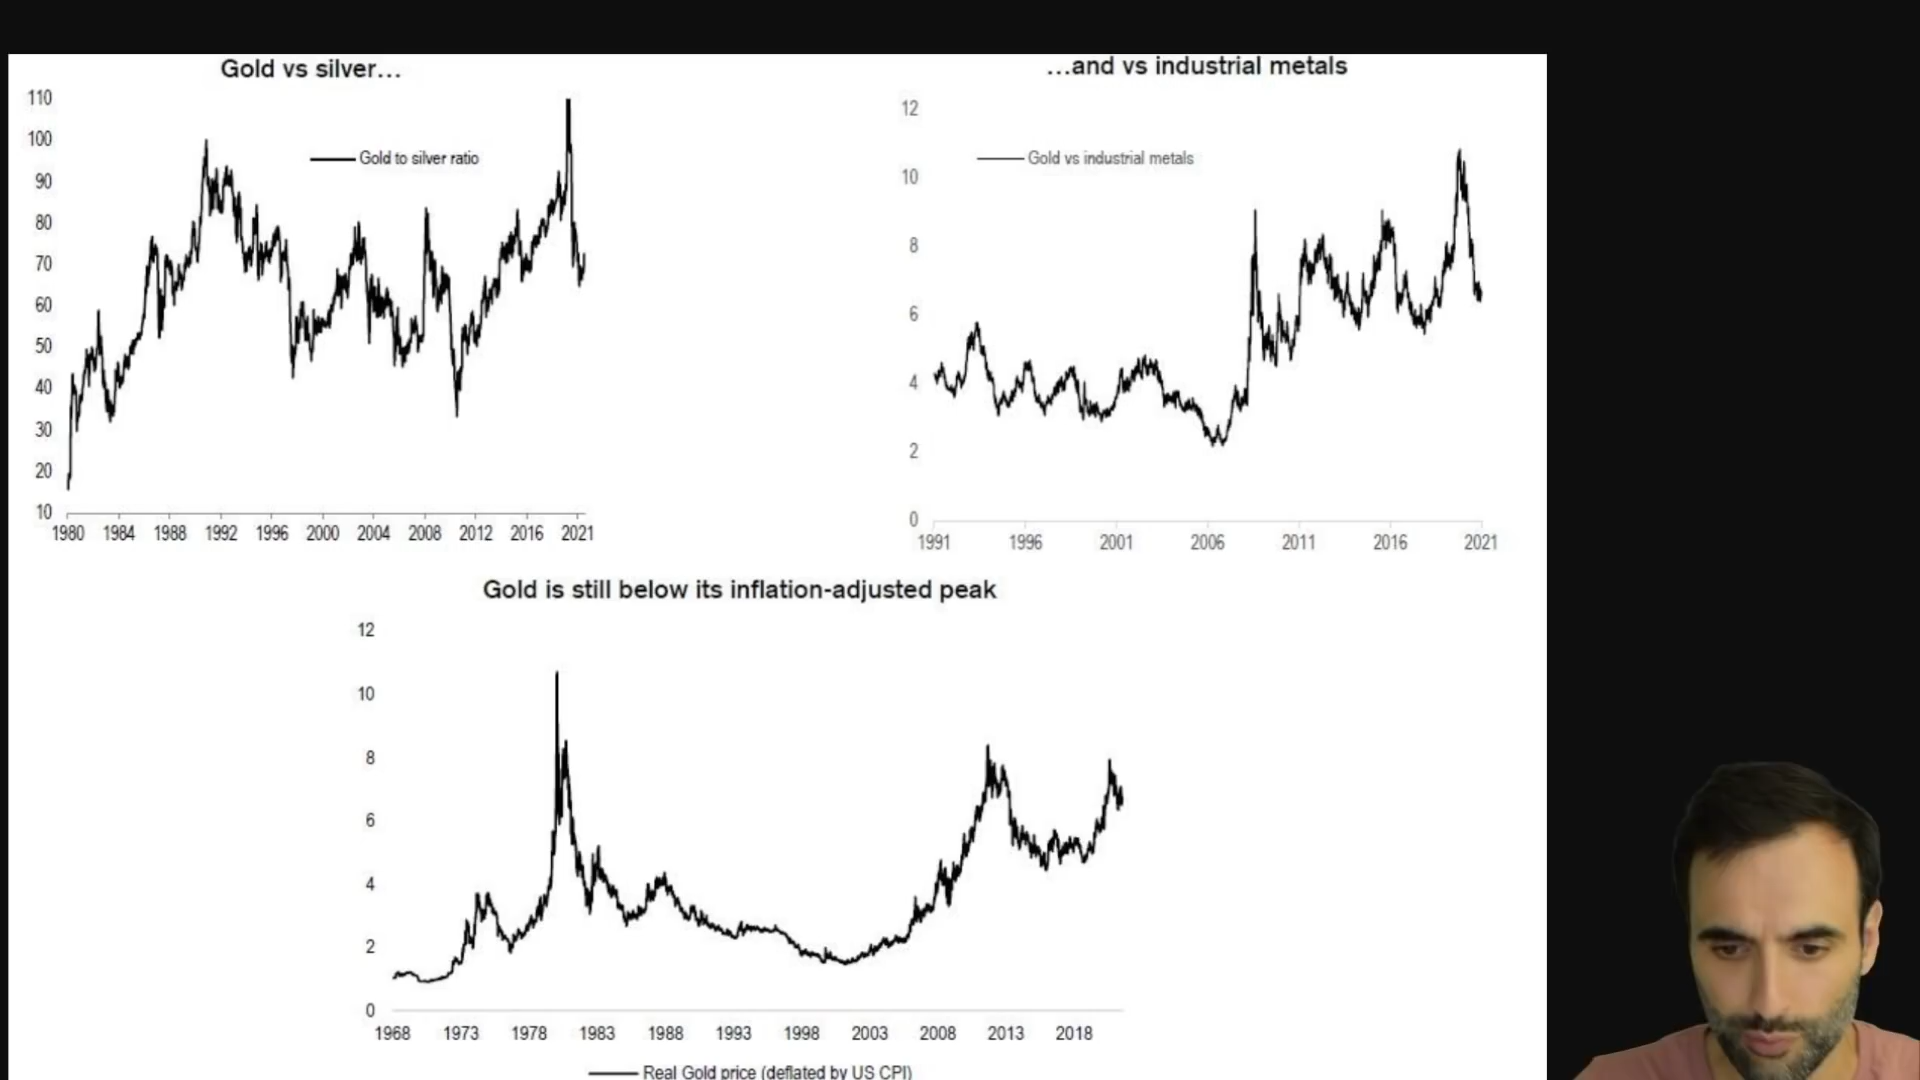 Gold vs silver…
110
100
90
80
70
60
50
40
30
20
10
Gold to silver ratio
1980 1984 1988 1992 1996 2000 2004 2008 2012 2016 2021
…and vs industrial metals
12
10
8
6
4
2
0
Gold vs industrial metals
1991 1996 2001 2006 2011 2016 2021
Gold is still below its inflation-adjusted peak
12
10
8
6
4
2
0
1968 1973 1978 1983 1988 1993 1998 2003 2008 2013 2018
Real Gold price (deflated by US CPI)